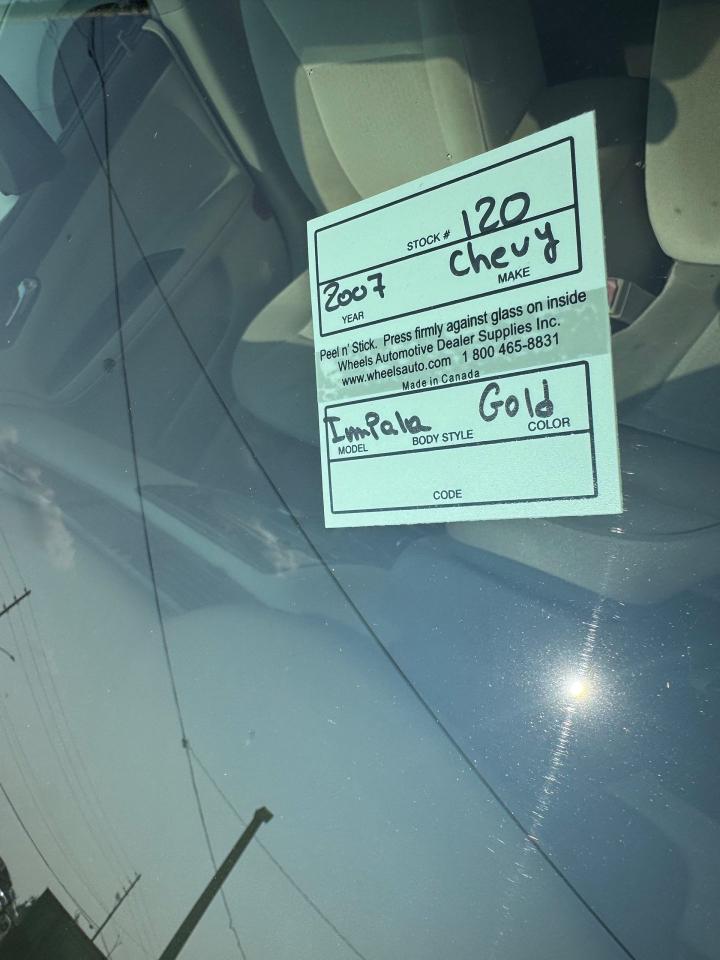 STOCK # 120
2007 Chevy
YEAR MAKE
Peel n' Stick. Press firmly against glass on inside
Wheels Automotive Dealer Supplies Inc.
www.wheelsauto.com 1 800 465-8831
Made in Canada
Impala Gold
MODEL BODY STYLE COLOR
CODE